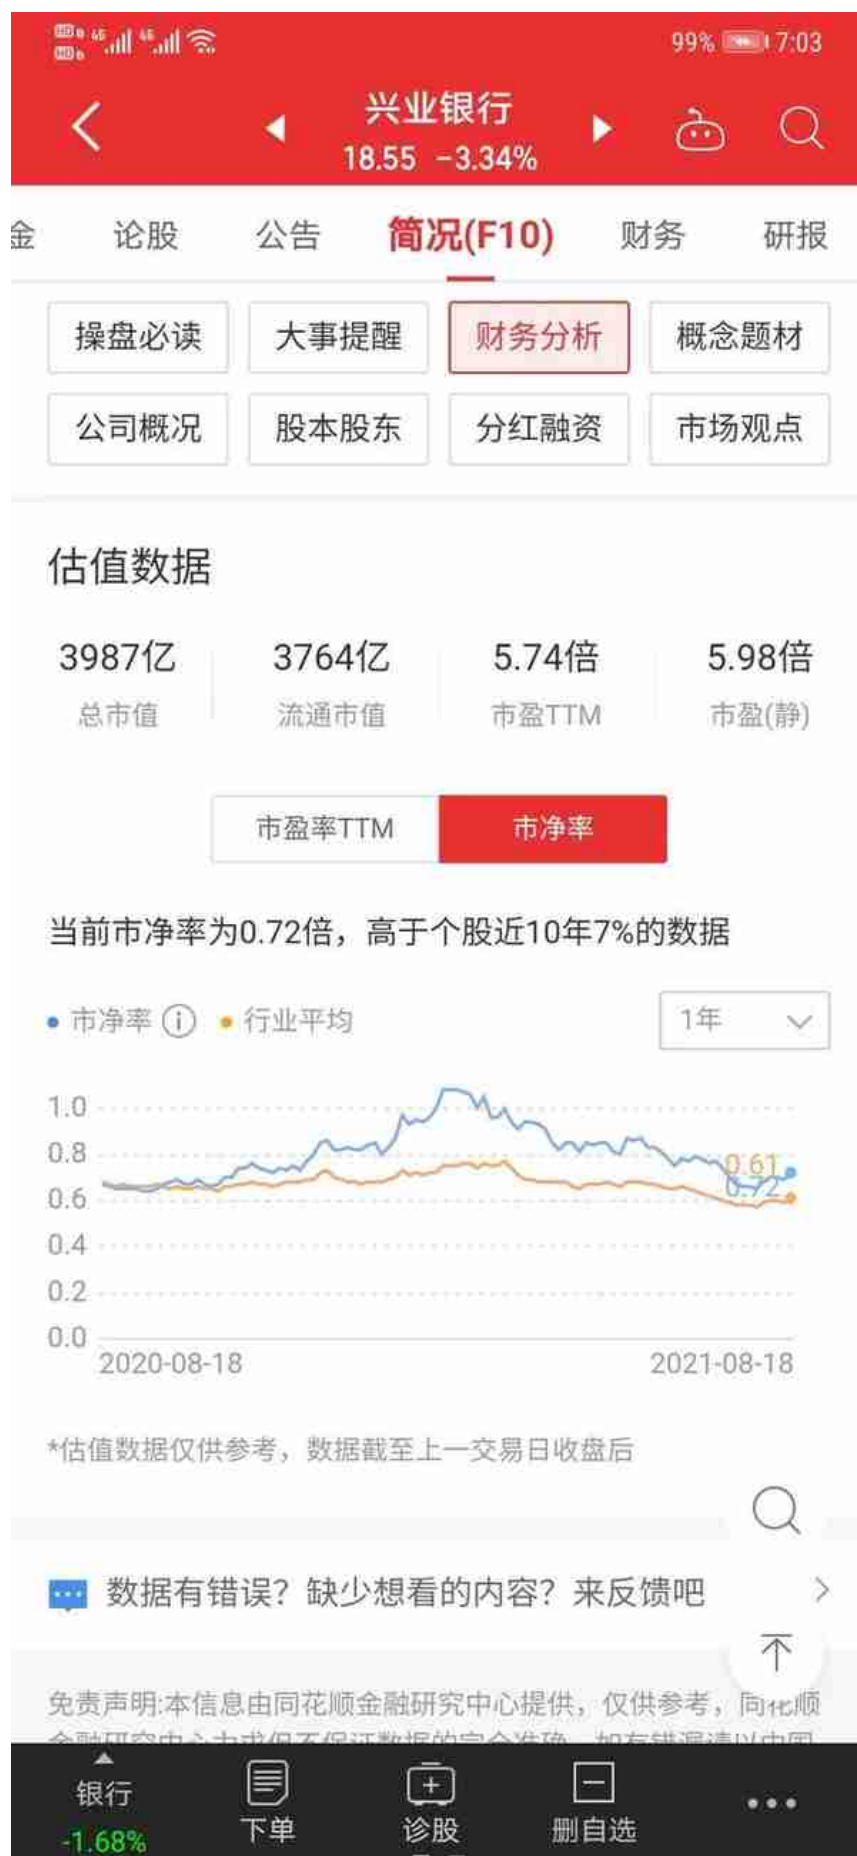 HD 46 46 99% 7:03
HD
兴业银行
18.55 -3.34%
金 论股 公告 简况(F10) 财务 研报
操盘必读 大事提醒 财务分析 概念题材
公司概况 股本股东 分红融资 市场观点
估值数据
3987亿 3764亿 5.74倍 5.98倍
总市值 流通市值 市盈TTM 市盈(静)
市盈率TTM 市净率
当前市净率为0.72倍，高于个股近10年7%的数据
市净率 行业平均 1年
1.0
0.8
0.61
0.72
0.6
0.4
0.2
0.0
2020-08-18 2021-08-18
*估值数据仅供参考，数据截至上一交易日收盘后
数据有错误？缺少想看的内容？来反馈吧
免责声明:本信息由同花顺金融研究中心提供，仅供参考，同花顺
银行 下单 诊股 删自选
-1.68%